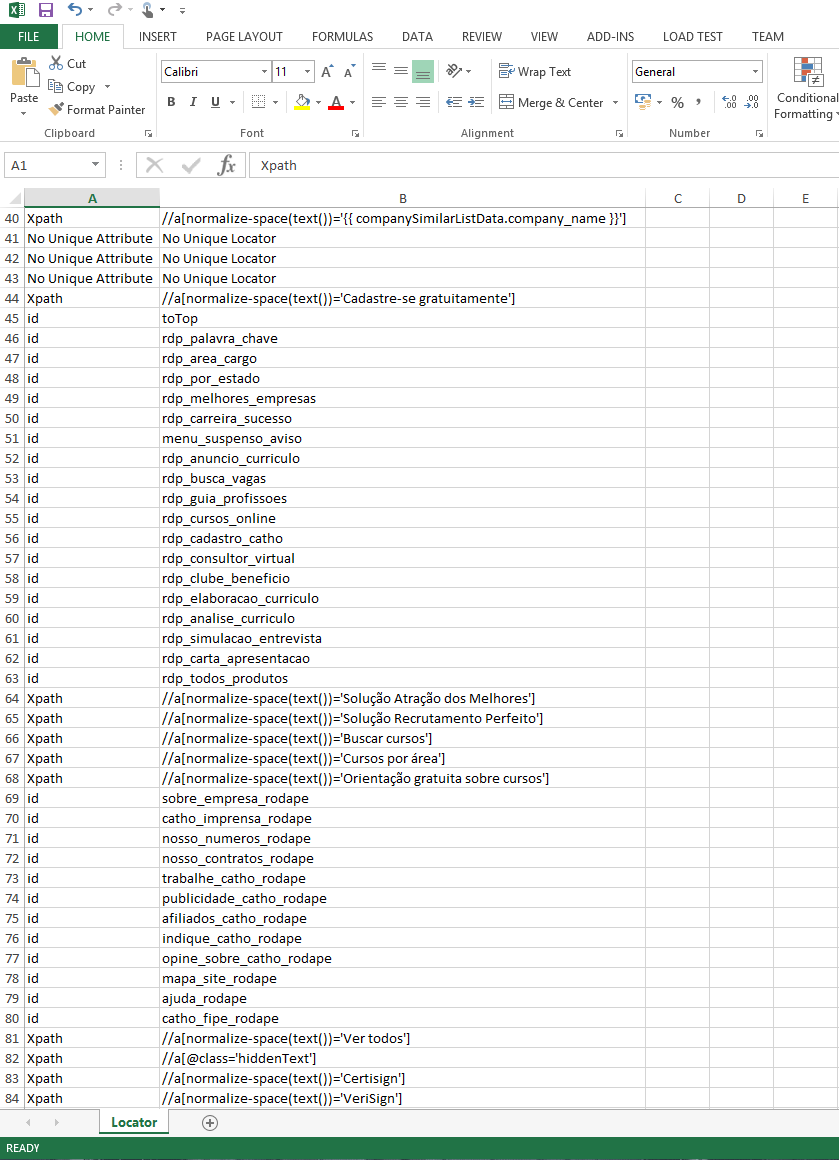 FILE HOME INSERT PAGE LAYOUT FORMULAS DATA REVIEW VIEW ADD-INS LOAD TEST TEAM
Paste
Cut
Copy
Format Painter
Calibri 11
B I U
Wrap Text
Merge & Center
General
Conditional
Formatting
Clipboard Font Alignment Number
A1 fx Xpath
A B C D E
40 Xpath //a[normalize-space(text())='{{ companySimilarListData.company_name }}']
41 No Unique Attribute No Unique Locator
42 No Unique Attribute No Unique Locator
43 No Unique Attribute No Unique Locator
44 Xpath //a[normalize-space(text())='Cadastre-se gratuitamente']
45 id toTop
46 id rdp_palavra_chave
47 id rdp_area_cargo
48 id rdp_por_estado
49 id rdp_melhores_empresas
50 id rdp_carreira_sucesso
51 id menu_suspenso_aviso
52 id rdp_anuncio_curriculo
53 id rdp_busca_vagas
54 id rdp_guia_profissoes
55 id rdp_cursos_online
56 id rdp_cadastro_catho
57 id rdp_consultor_virtual
58 id rdp_clube_beneficio
59 id rdp_elaboracao_curriculo
60 id rdp_analise_curriculo
61 id rdp_simulacao_entrevista
62 id rdp_carta_apresentacao
63 id rdp_todos_produtos
64 Xpath //a[normalize-space(text())='Solução Atração dos Melhores']
65 Xpath //a[normalize-space(text())='Solução Recrutamento Perfeito']
66 Xpath //a[normalize-space(text())='Buscar cursos']
67 Xpath //a[normalize-space(text())='Cursos por área']
68 Xpath //a[normalize-space(text())='Orientação gratuita sobre cursos']
69 id sobre_empresa_rodape
70 id catho_imprensa_rodape
71 id nosso_numeros_rodape
72 id nosso_contratos_rodape
73 id trabalhe_catho_rodape
74 id publicidade_catho_rodape
75 id afiliados_catho_rodape
76 id indique_catho_rodape
77 id opine_sobre_catho_rodape
78 id mapa_site_rodape
79 id ajuda_rodape
80 id catho_fipe_rodape
81 Xpath //a[normalize-space(text())='Ver todos']
82 Xpath //a[@class='hiddenText']
83 Xpath //a[normalize-space(text())='Certisign']
84 Xpath //a[normalize-space(text())='VeriSign']
Locator
READY